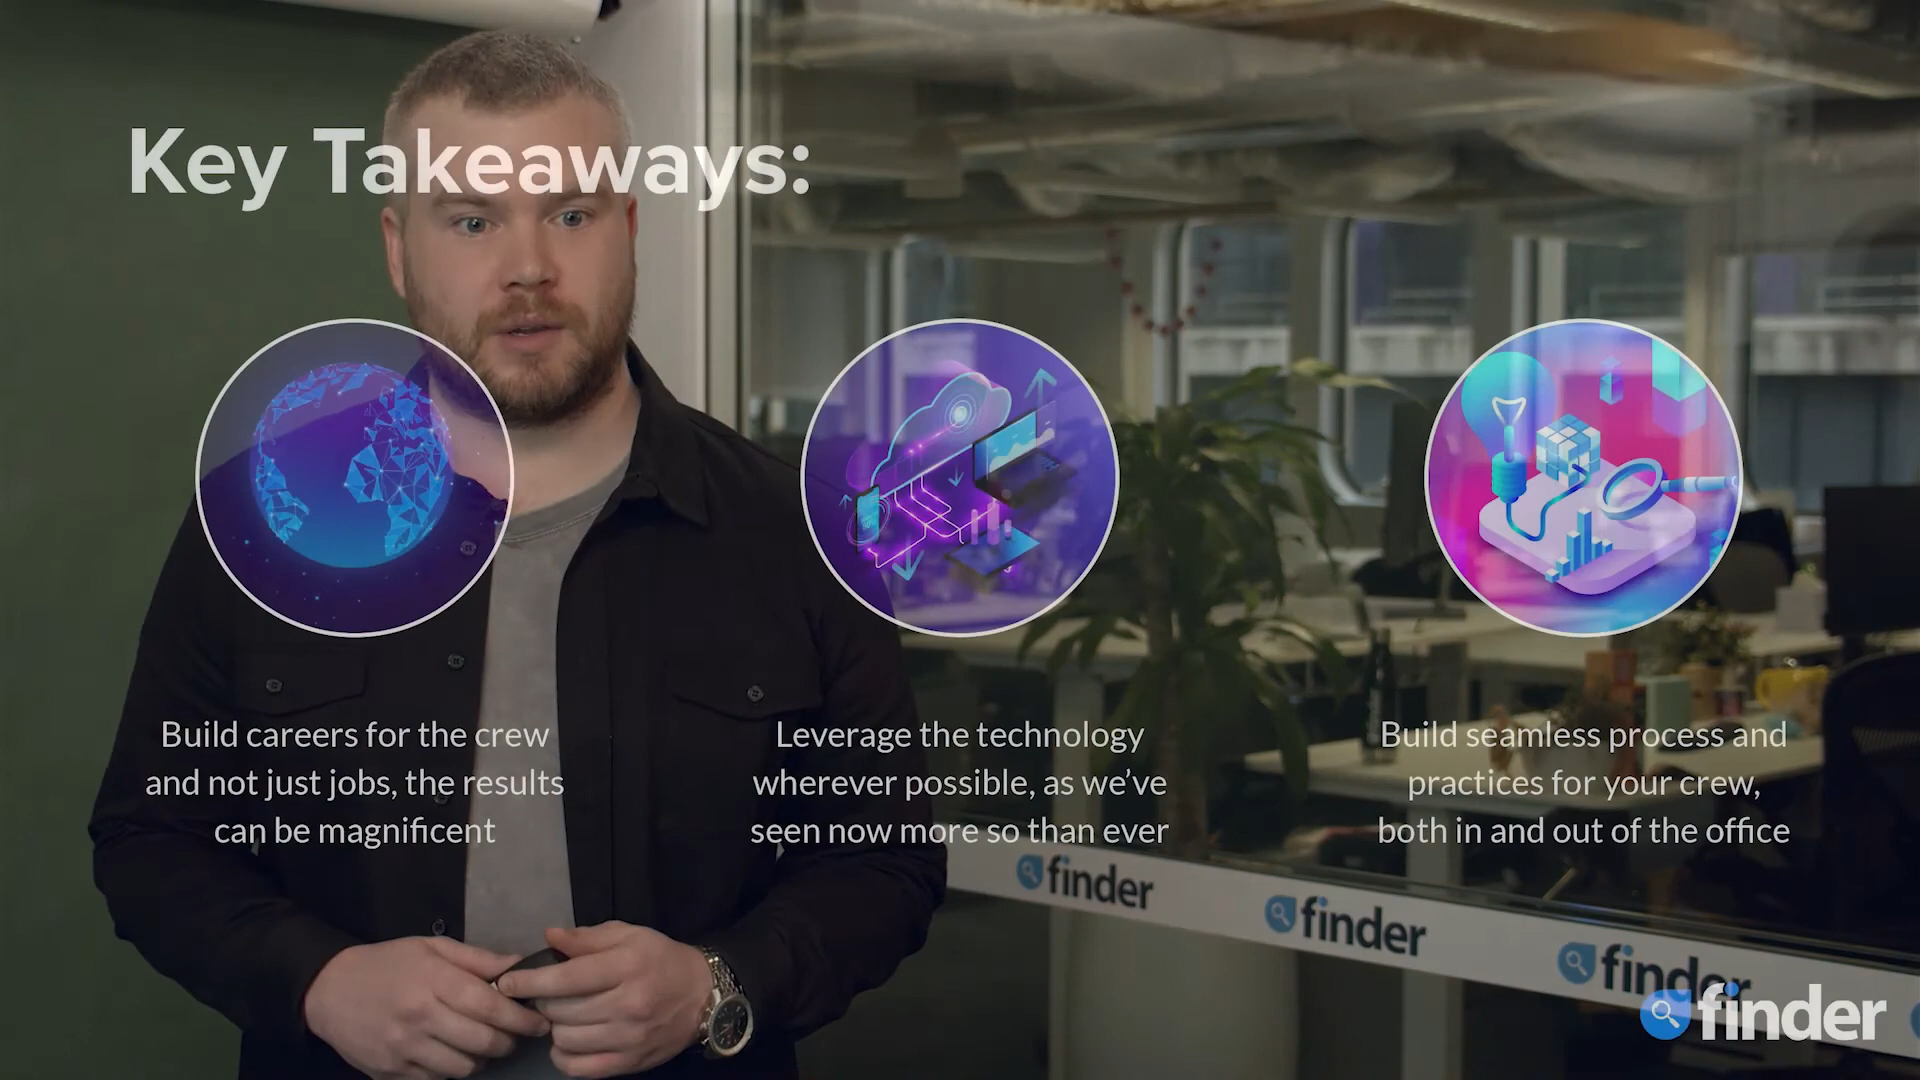 Key Takeaways:
Build careers for the crew
and not just jobs, the results
can be magnificent
Leverage the technology
wherever possible, as we've
seen now more so than ever
Build seamless process and
practices for your crew,
both in and out of the office
finder
finder
finder
finder